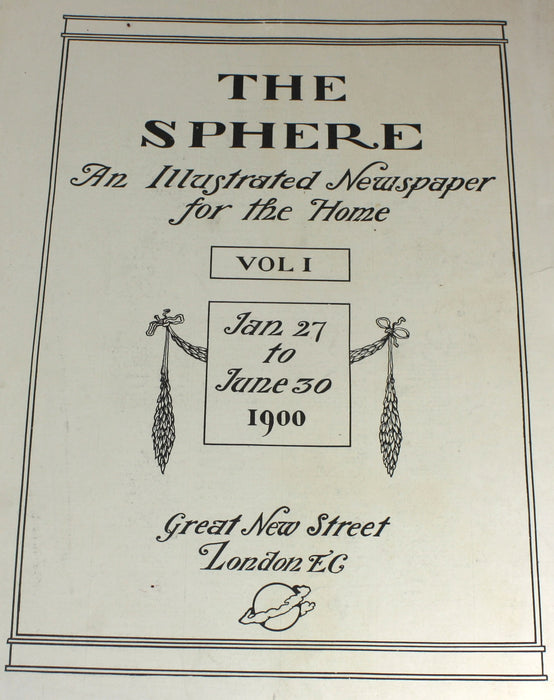 THE
SPHERE
An Illustrated Newspaper
for the Home
VOL I
Jan 27
to
June 30
1900
Great New Street
London EC